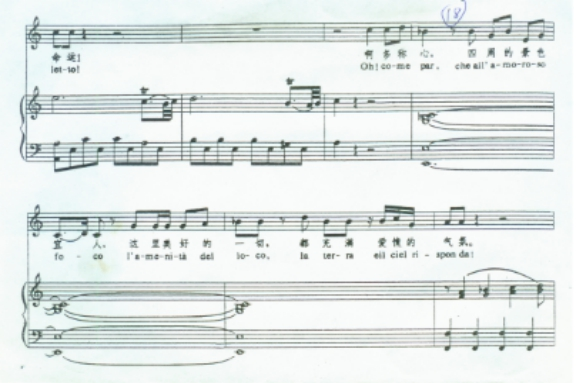 18
命运! 啊多称心, 四周的景色
let-to! Oh! co-me par, che all' a-mo-ro-so
宜人, 这里美好的一切, 都充满爱情的气氛。
fo - co l'a-me-ni-tà del lo-co, la ter-ra e il ciel ri-spon da!